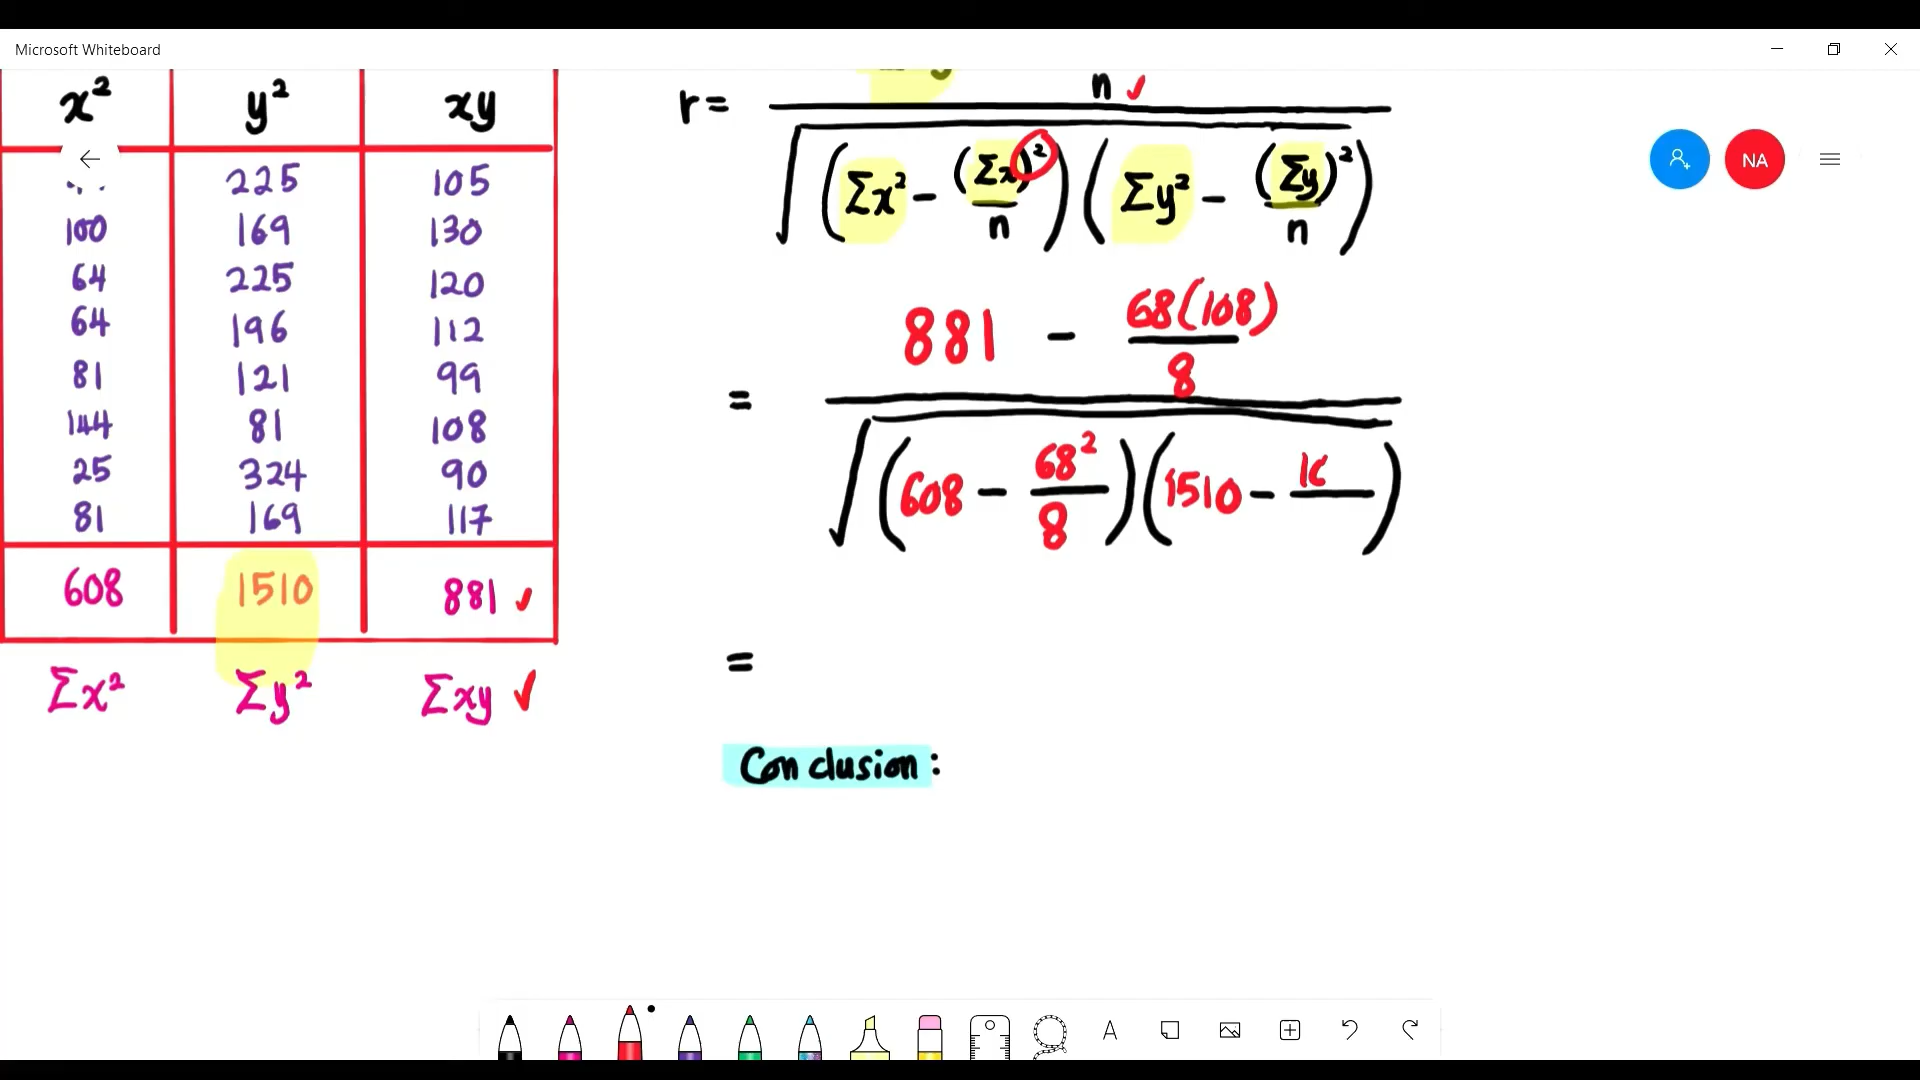 Microsoft Whiteboard
x² y² xy
225 105
100 169 130
64 225 120
64 196 112
81 121 99
144 81 108
25 324 90
81 169 117
608 1510 881 ✓
Σx² Σy² Σxy ✓
n ✓
r =
√(Σx² - (Σx)²/n)(Σy² - (Σy)²/n)
881 - 68(108)/8
=
√(608 - 68²/8)(1510 - 10
=
Conclusion:
NA
A